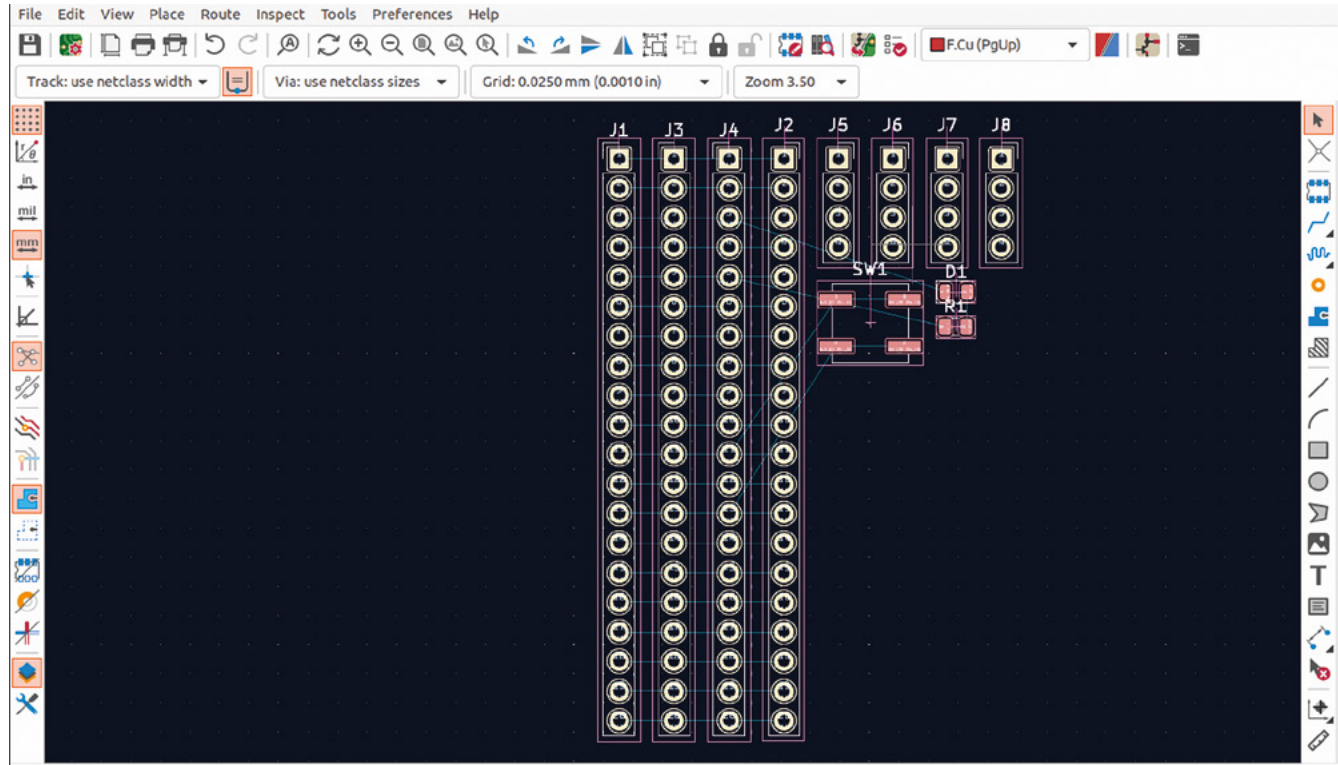 File Edit View Place Route Inspect Tools Preferences Help
F.Cu (PgUp)
Track: use netclass width Via: use netclass sizes Grid: 0.0250 mm (0.0010 in) Zoom 3.50
in
mil
mm
J1 J3 J4 J2 J5 J6 J7 J8
SW1 D1
R1